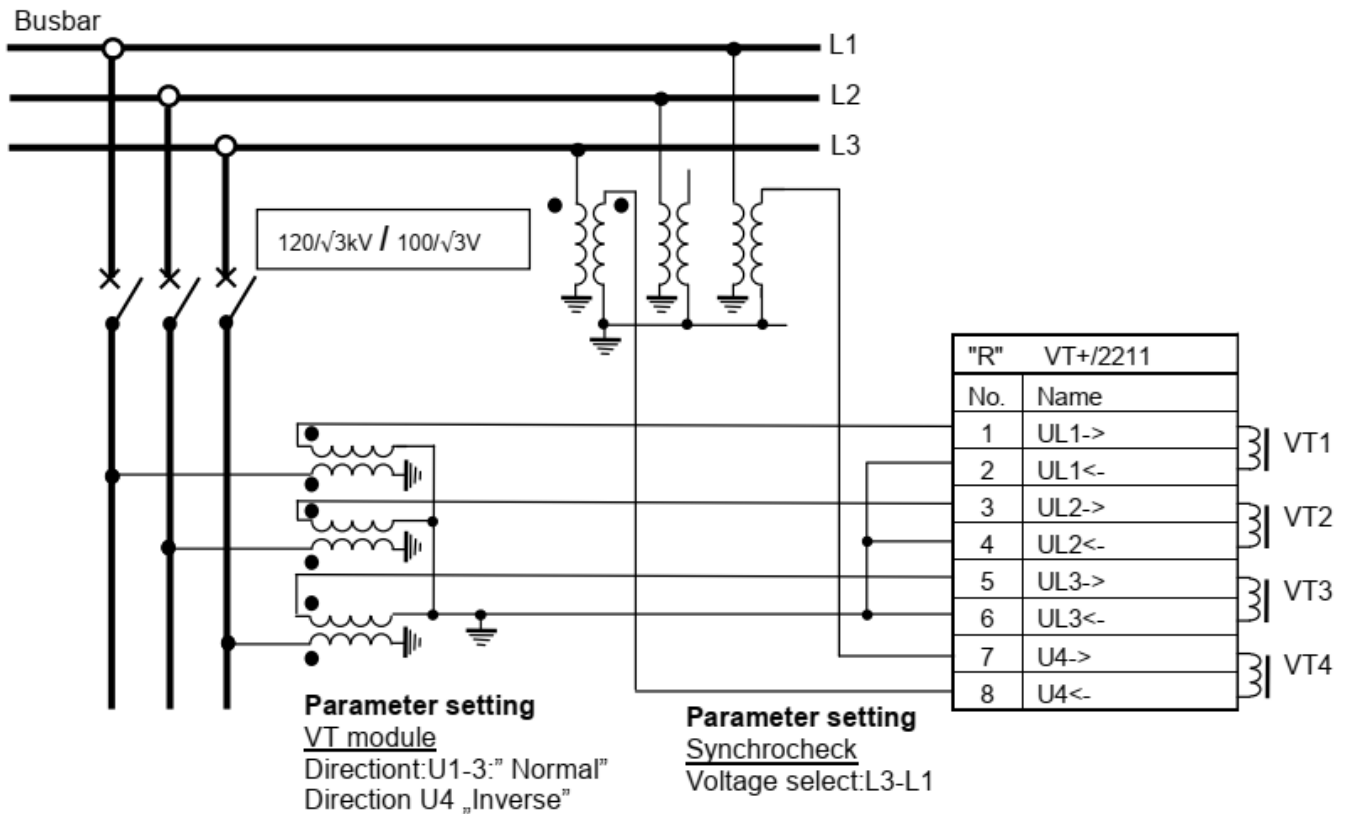 Busbar
L1
L2
L3
120/√3kV / 100/√3V
"R" VT+/2211
No. Name
1 UL1->
2 UL1<-
VT1
3 UL2->
4 UL2<-
VT2
5 UL3->
6 UL3<-
VT3
7 U4->
8 U4<-
VT4
Parameter setting
VT module
Directiont:U1-3:” Normal”
Direction U4 „Inverse”
Parameter setting
Synchrocheck
Voltage select:L3-L1